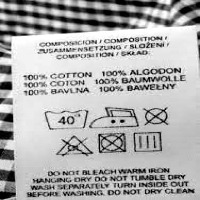 COMPOSICION / COMPOSITION /
ZUSAMMENSETZUNG / SLOŽENÍ /
COMPOSITION / SKŁAD:
100% COTTON 100% ALGODON
100% COTON 100% BAUMWOLLE
100% BAVLNA 100% BAWEŁNY
40°
DO NOT BLEACH WARM IRON
HANGING DRY DO NOT TUMBLE DRY
WASH SEPARATELY TURN INSIDE OUT
BEFORE WASHING DO NOT DRY CLEAN